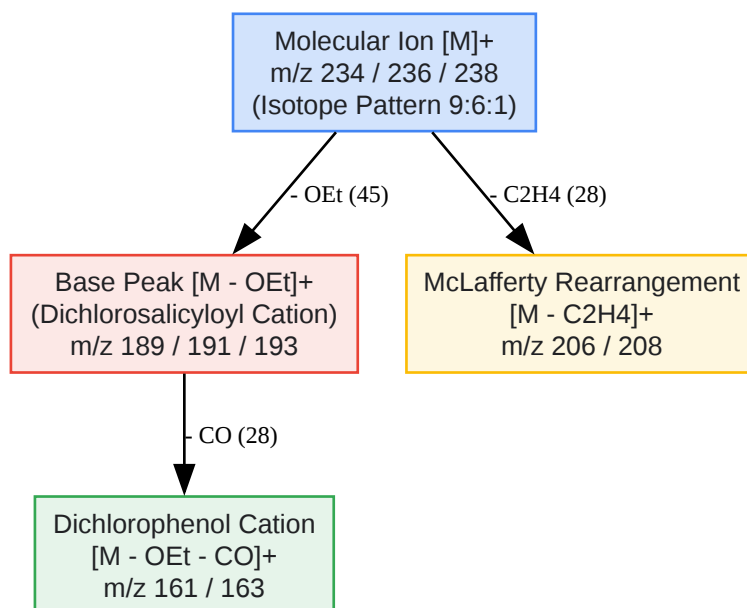 Molecular Ion [M]+
m/z 234 / 236 / 238
(Isotope Pattern 9:6:1)
- OEt (45)
- C2H4 (28)
Base Peak [M - OEt]+
(Dichlorosalicyloyl Cation)
m/z 189 / 191 / 193
McLafferty Rearrangement
[M - C2H4]+
m/z 206 / 208
- CO (28)
Dichlorophenol Cation
[M - OEt - CO]+
m/z 161 / 163